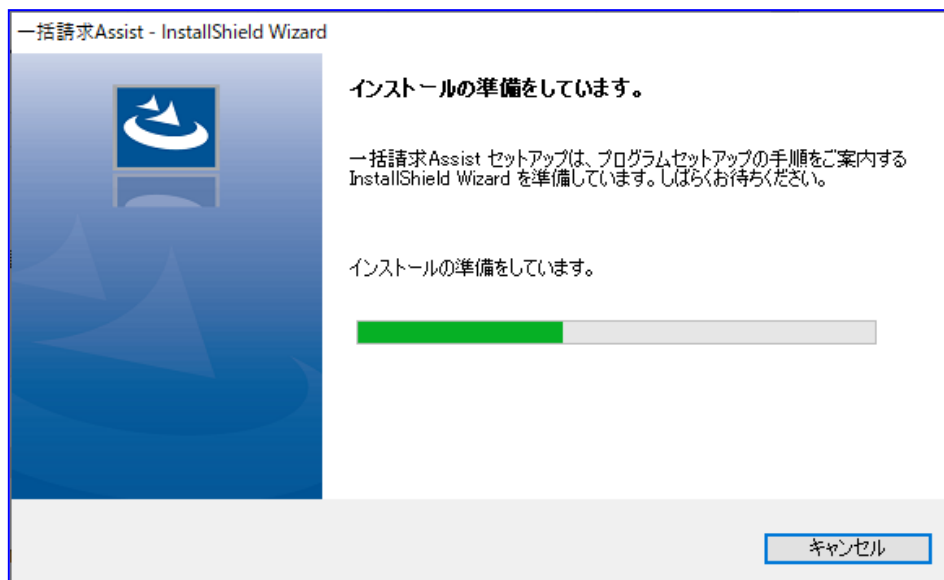 一括請求Assist - InstallShield Wizard
インストールの準備をしています。
一括請求Assist セットアップは、プログラムセットアップの手順をご案内する
InstallShield Wizard を準備しています。しばらくお待ちください。
インストールの準備をしています。
キャンセル